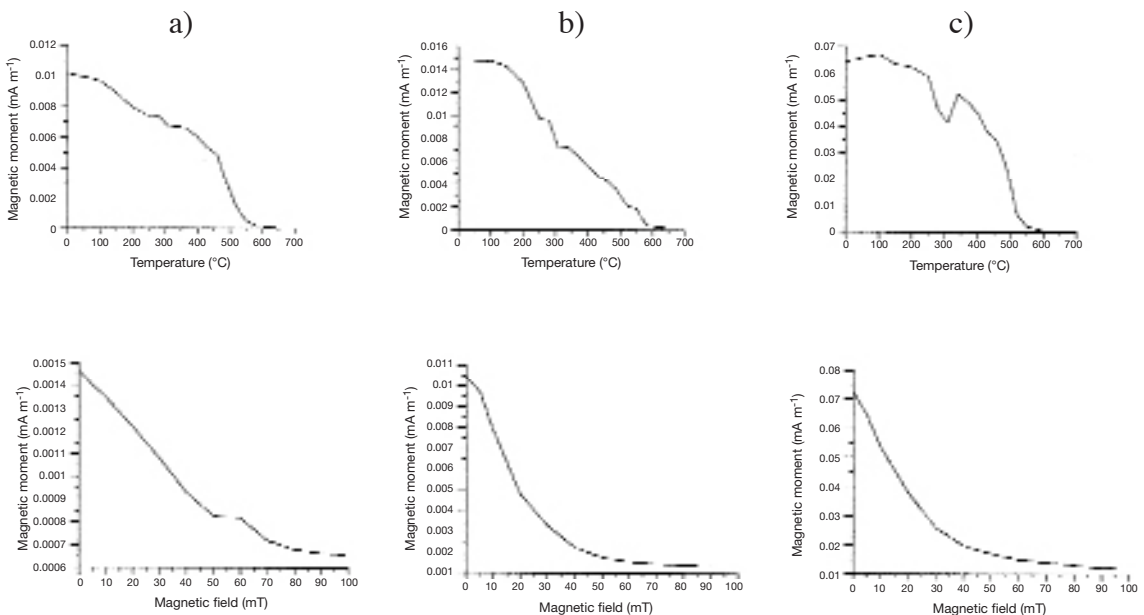 a)
b)
c)
Magnetic moment (mA m⁻¹)
0.012
0.01
0.008
0.006
0.004
0.002
0
0 100 200 300 400 500 600 700
Temperature (°C)
Magnetic moment (mA m⁻¹)
0.016
0.014
0.012
0.01
0.008
0.006
0.004
0.002
0
0 100 200 300 400 500 600 700
Temperature (°C)
Magnetic moment (mA m⁻¹)
0.07
0.06
0.05
0.04
0.03
0.02
0.01
0
0 100 200 300 400 500 600 700
Temperature (°C)
Magnetic moment (mA m⁻¹)
0.0015
0.0014
0.0013
0.0012
0.0011
0.001
0.0009
0.0008
0.0007
0.0006
0 10 20 30 40 50 60 70 80 90 100
Magnetic field (mT)
Magnetic moment (mA m⁻¹)
0.011
0.01
0.009
0.008
0.007
0.006
0.005
0.004
0.003
0.002
0.001
0 10 20 30 40 50 60 70 80 90 100
Magnetic field (mT)
Magnetic moment (mA m⁻¹)
0.08
0.07
0.06
0.05
0.04
0.03
0.02
0.01
0 10 20 30 40 50 60 70 80 90 100
Magnetic field (mT)